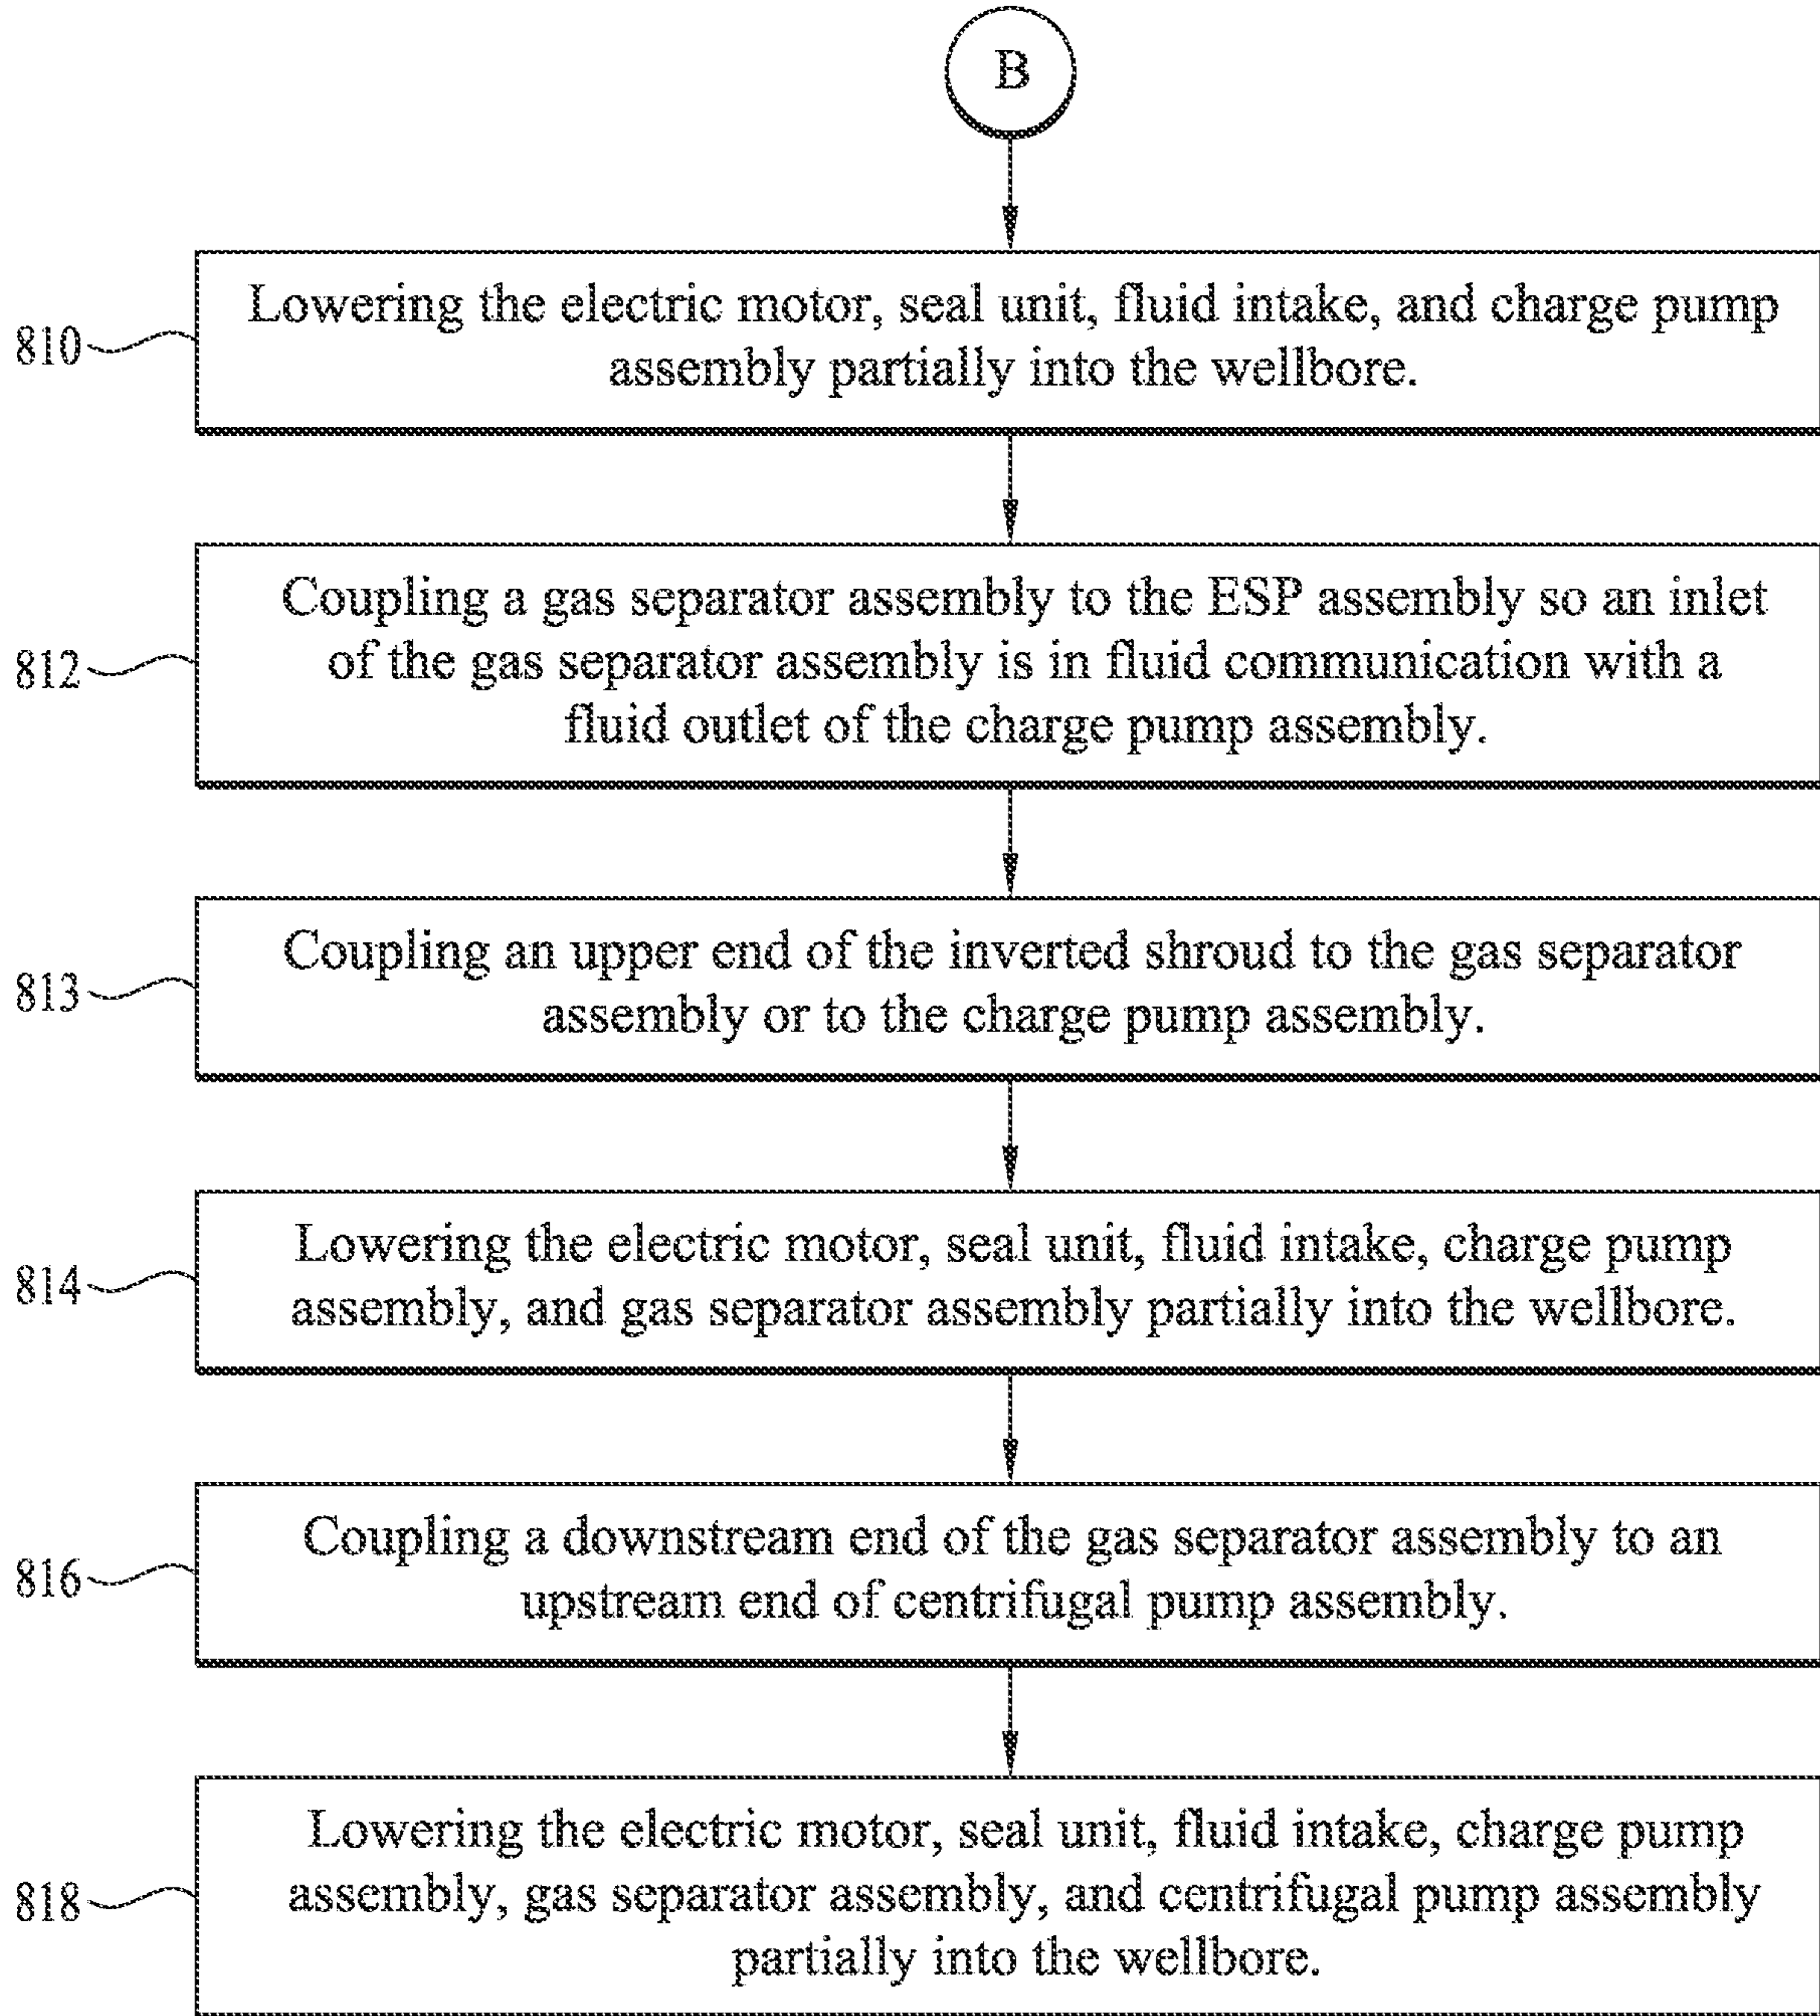 B
810
Lowering the electric motor, seal unit, fluid intake, and charge pump
assembly partially into the wellbore.
812
Coupling a gas separator assembly to the ESP assembly so an inlet
of the gas separator assembly is in fluid communication with a
fluid outlet of the charge pump assembly.
813
Coupling an upper end of the inverted shroud to the gas separator
assembly or to the charge pump assembly.
814
Lowering the electric motor, seal unit, fluid intake, charge pump
assembly, and gas separator assembly partially into the wellbore.
816
Coupling a downstream end of the gas separator assembly to an
upstream end of centrifugal pump assembly.
818
Lowering the electric motor, seal unit, fluid intake, charge pump
assembly, gas separator assembly, and centrifugal pump assembly
partially into the wellbore.